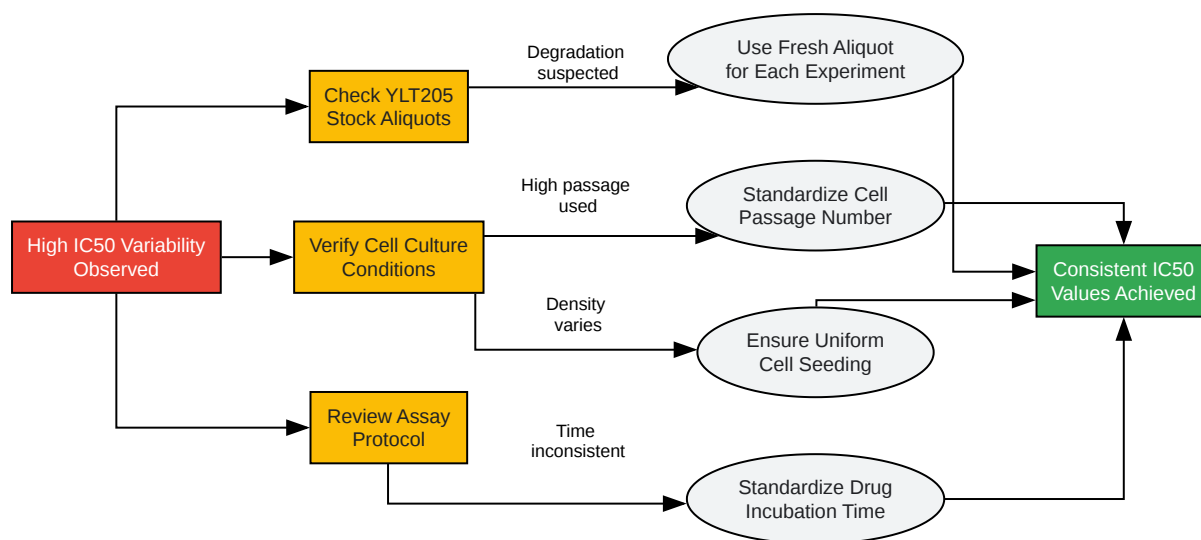 Degradation
suspected
Use Fresh Aliquot
for Each Experiment
Check YLT205
Stock Aliquots
High passage
used
Standardize Cell
Passage Number
High IC50 Variability
Observed
Verify Cell Culture
Conditions
Consistent IC50
Values Achieved
Density
varies
Ensure Uniform
Cell Seeding
Review Assay
Protocol
Time
inconsistent
Standardize Drug
Incubation Time